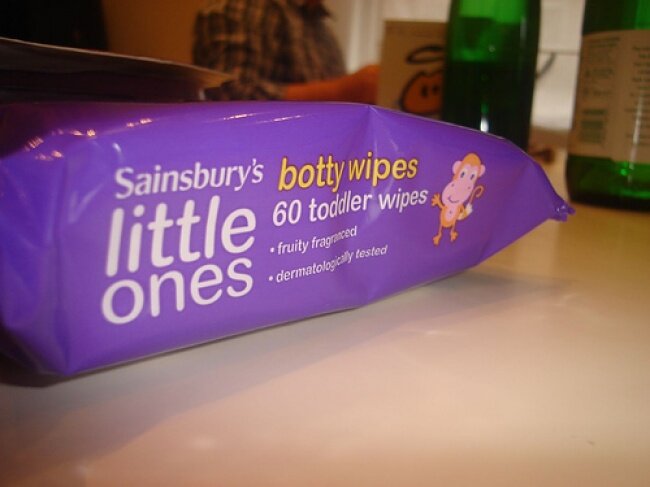 Sainsbury's
little
ones
botty wipes
60 toddler wipes
• fruity fragranced
• dermatologically tested